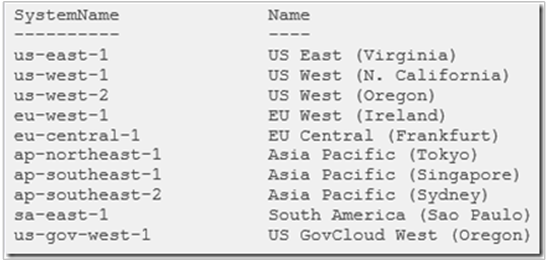 SystemName Name
---------- ----
us-east-1 US East (Virginia)
us-west-1 US West (N. California)
us-west-2 US West (Oregon)
eu-west-1 EU West (Ireland)
eu-central-1 EU Central (Frankfurt)
ap-northeast-1 Asia Pacific (Tokyo)
ap-southeast-1 Asia Pacific (Singapore)
ap-southeast-2 Asia Pacific (Sydney)
sa-east-1 South America (Sao Paulo)
us-gov-west-1 US GovCloud West (Oregon)